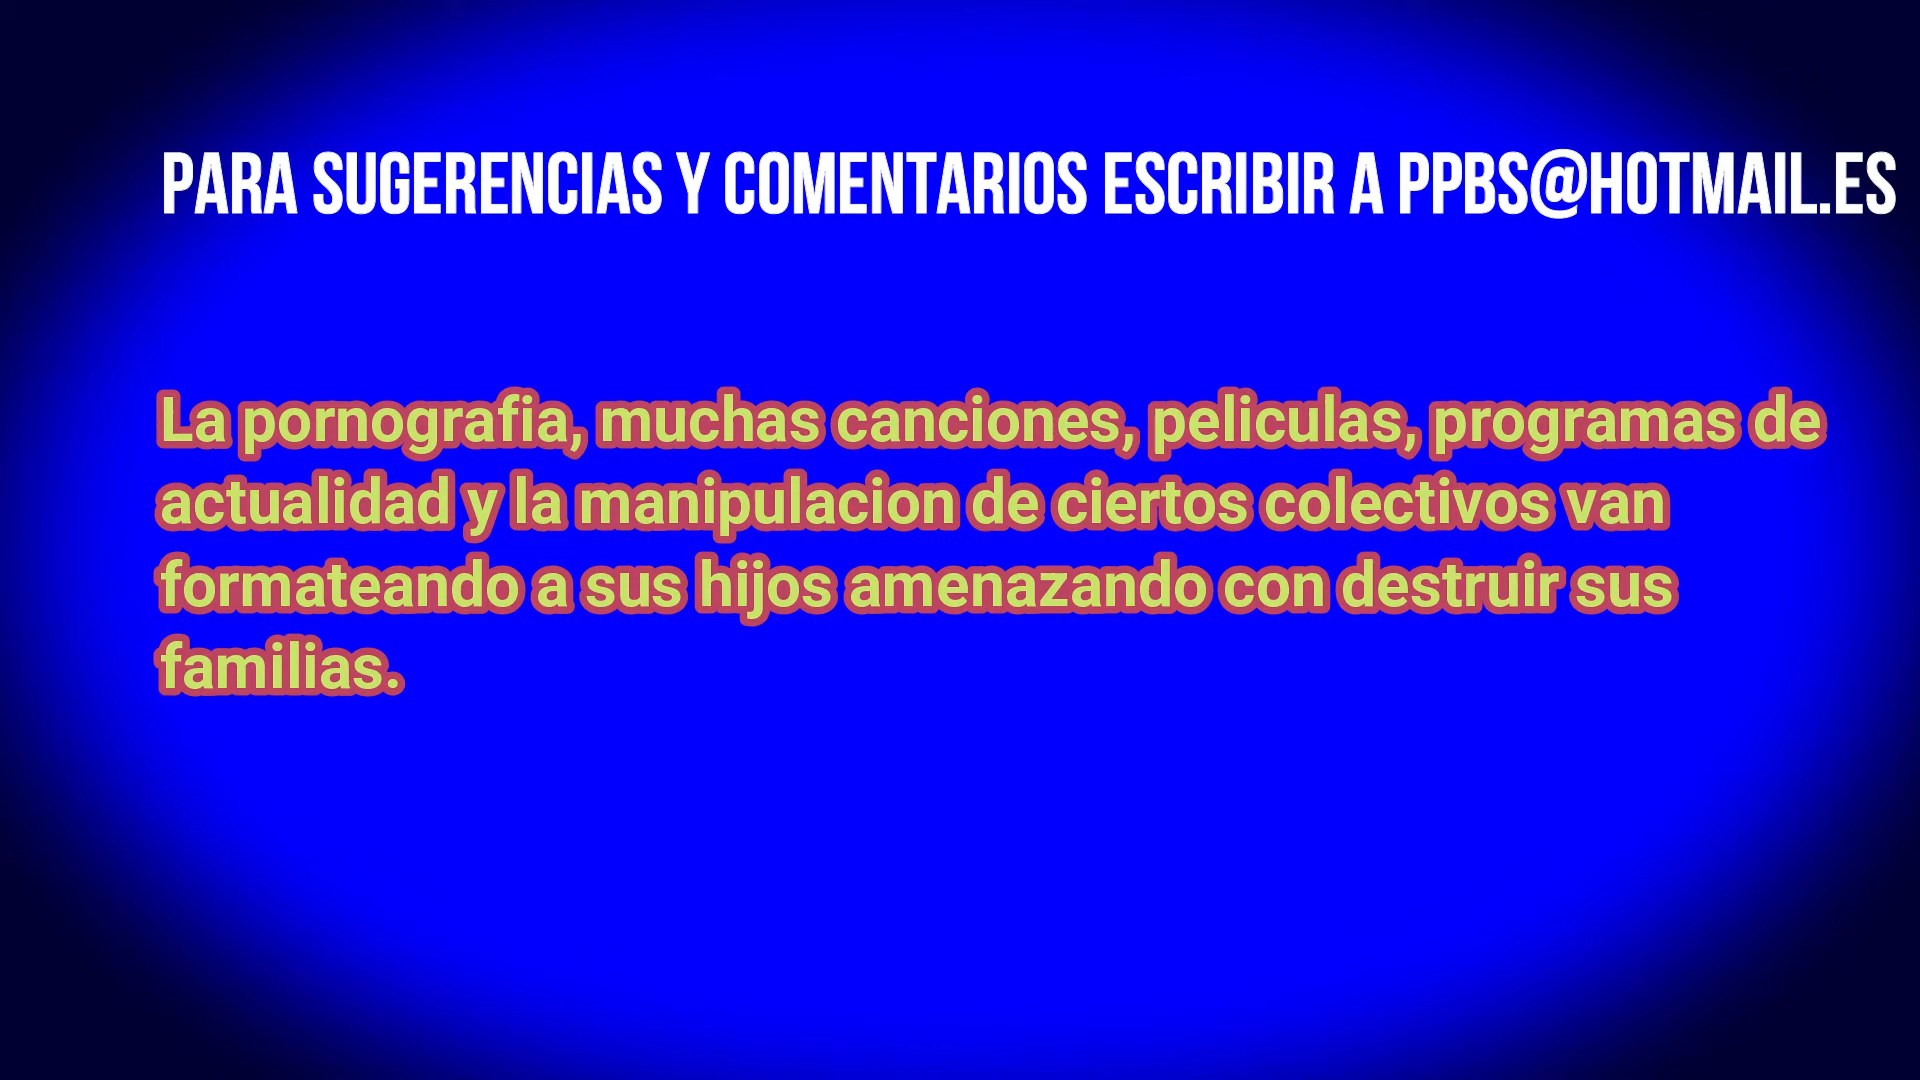 PARA SUGERENCIAS Y COMENTARIOS ESCRIBIR A PPBS@HOTMAIL.ES
La pornografia, muchas canciones, peliculas, programas de
actualidad y la manipulacion de ciertos colectivos van
formateando a sus hijos amenazando con destruir sus
familias.